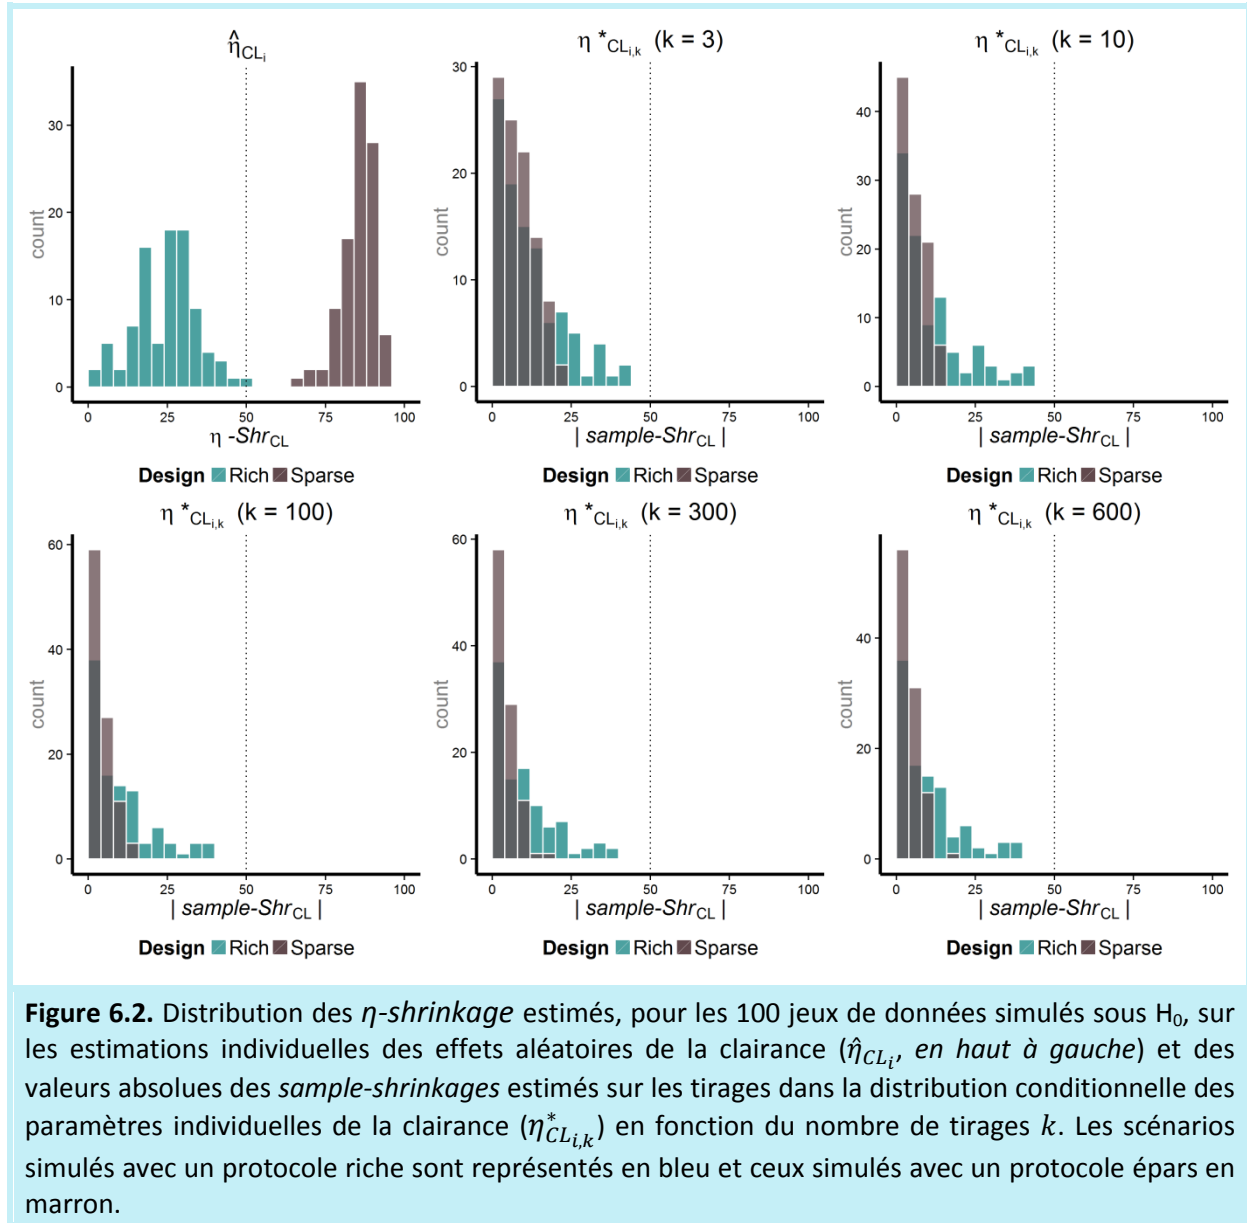 η̂CLi
30
20
10
0
count
0 25 50 75 100
η -ShrCL
Design Rich Sparse
η *CLi,k (k = 3)
30
20
10
0
count
0 25 50 75 100
| sample-ShrCL |
Design Rich Sparse
η *CLi,k (k = 10)
40
30
20
10
0
count
0 25 50 75 100
| sample-ShrCL |
Design Rich Sparse
η *CLi,k (k = 100)
60
40
20
0
count
0 25 50 75 100
| sample-ShrCL |
Design Rich Sparse
η *CLi,k (k = 300)
60
40
20
0
count
0 25 50 75 100
| sample-ShrCL |
Design Rich Sparse
η *CLi,k (k = 600)
40
20
0
count
0 25 50 75 100
| sample-ShrCL |
Design Rich Sparse
Figure 6.2. Distribution des η-shrinkage estimés, pour les 100 jeux de données simulés sous H0, sur
les estimations individuelles des effets aléatoires de la clairance (η̂CLi, en haut à gauche) et des
valeurs absolues des sample-shrinkages estimés sur les tirages dans la distribution conditionnelle des
paramètres individuelles de la clairance (η*CLi,k) en fonction du nombre de tirages k. Les scénarios
simulés avec un protocole riche sont représentés en bleu et ceux simulés avec un protocole épars en
marron.